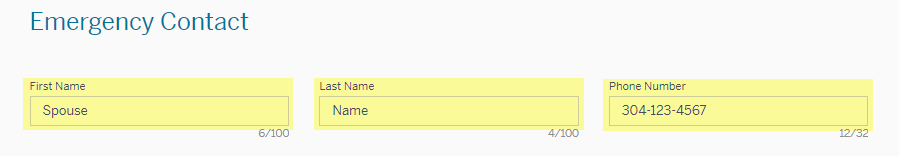 Emergency Contact
First Name Last Name Phone Number
Spouse Name 304-123-4567
6/100 4/100 12/32